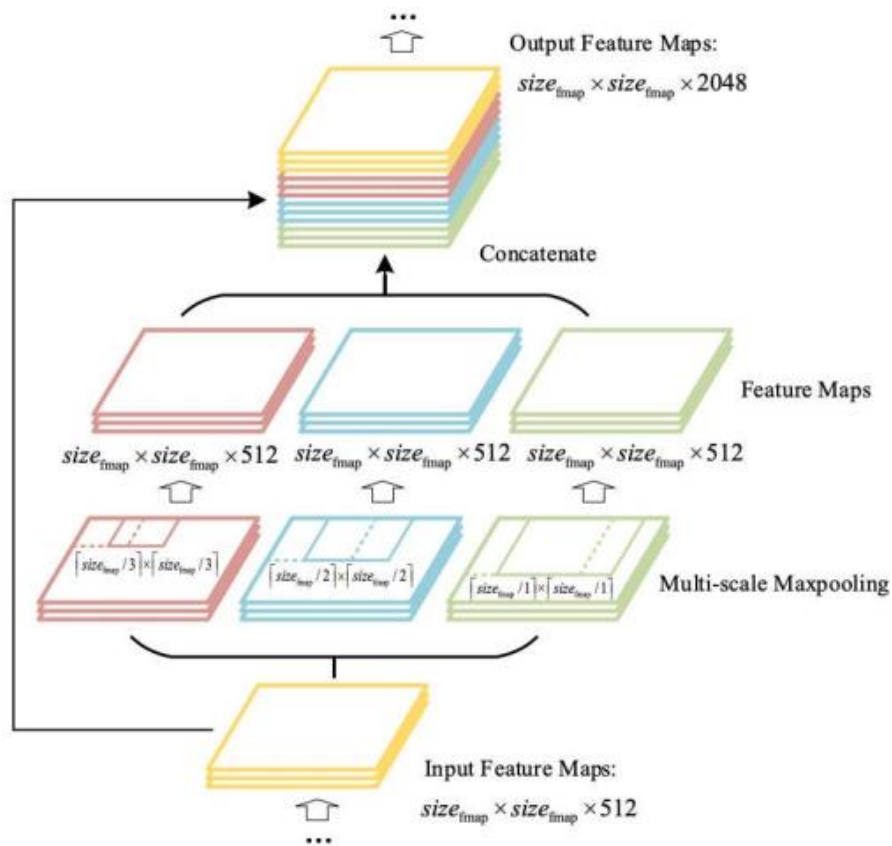 ...
Output Feature Maps:
size_fmap × size_fmap × 2048
Concatenate
Feature Maps
size_fmap × size_fmap × 512
size_fmap × size_fmap × 512
size_fmap × size_fmap × 512
⌈size_fmap / 3⌉×⌈size_fmap / 3⌉
⌈size_fmap / 2⌉×⌈size_fmap / 2⌉
⌈size_fmap / 1⌉×⌈size_fmap / 1⌉
Multi-scale Maxpooling
Input Feature Maps:
size_fmap × size_fmap × 512
...